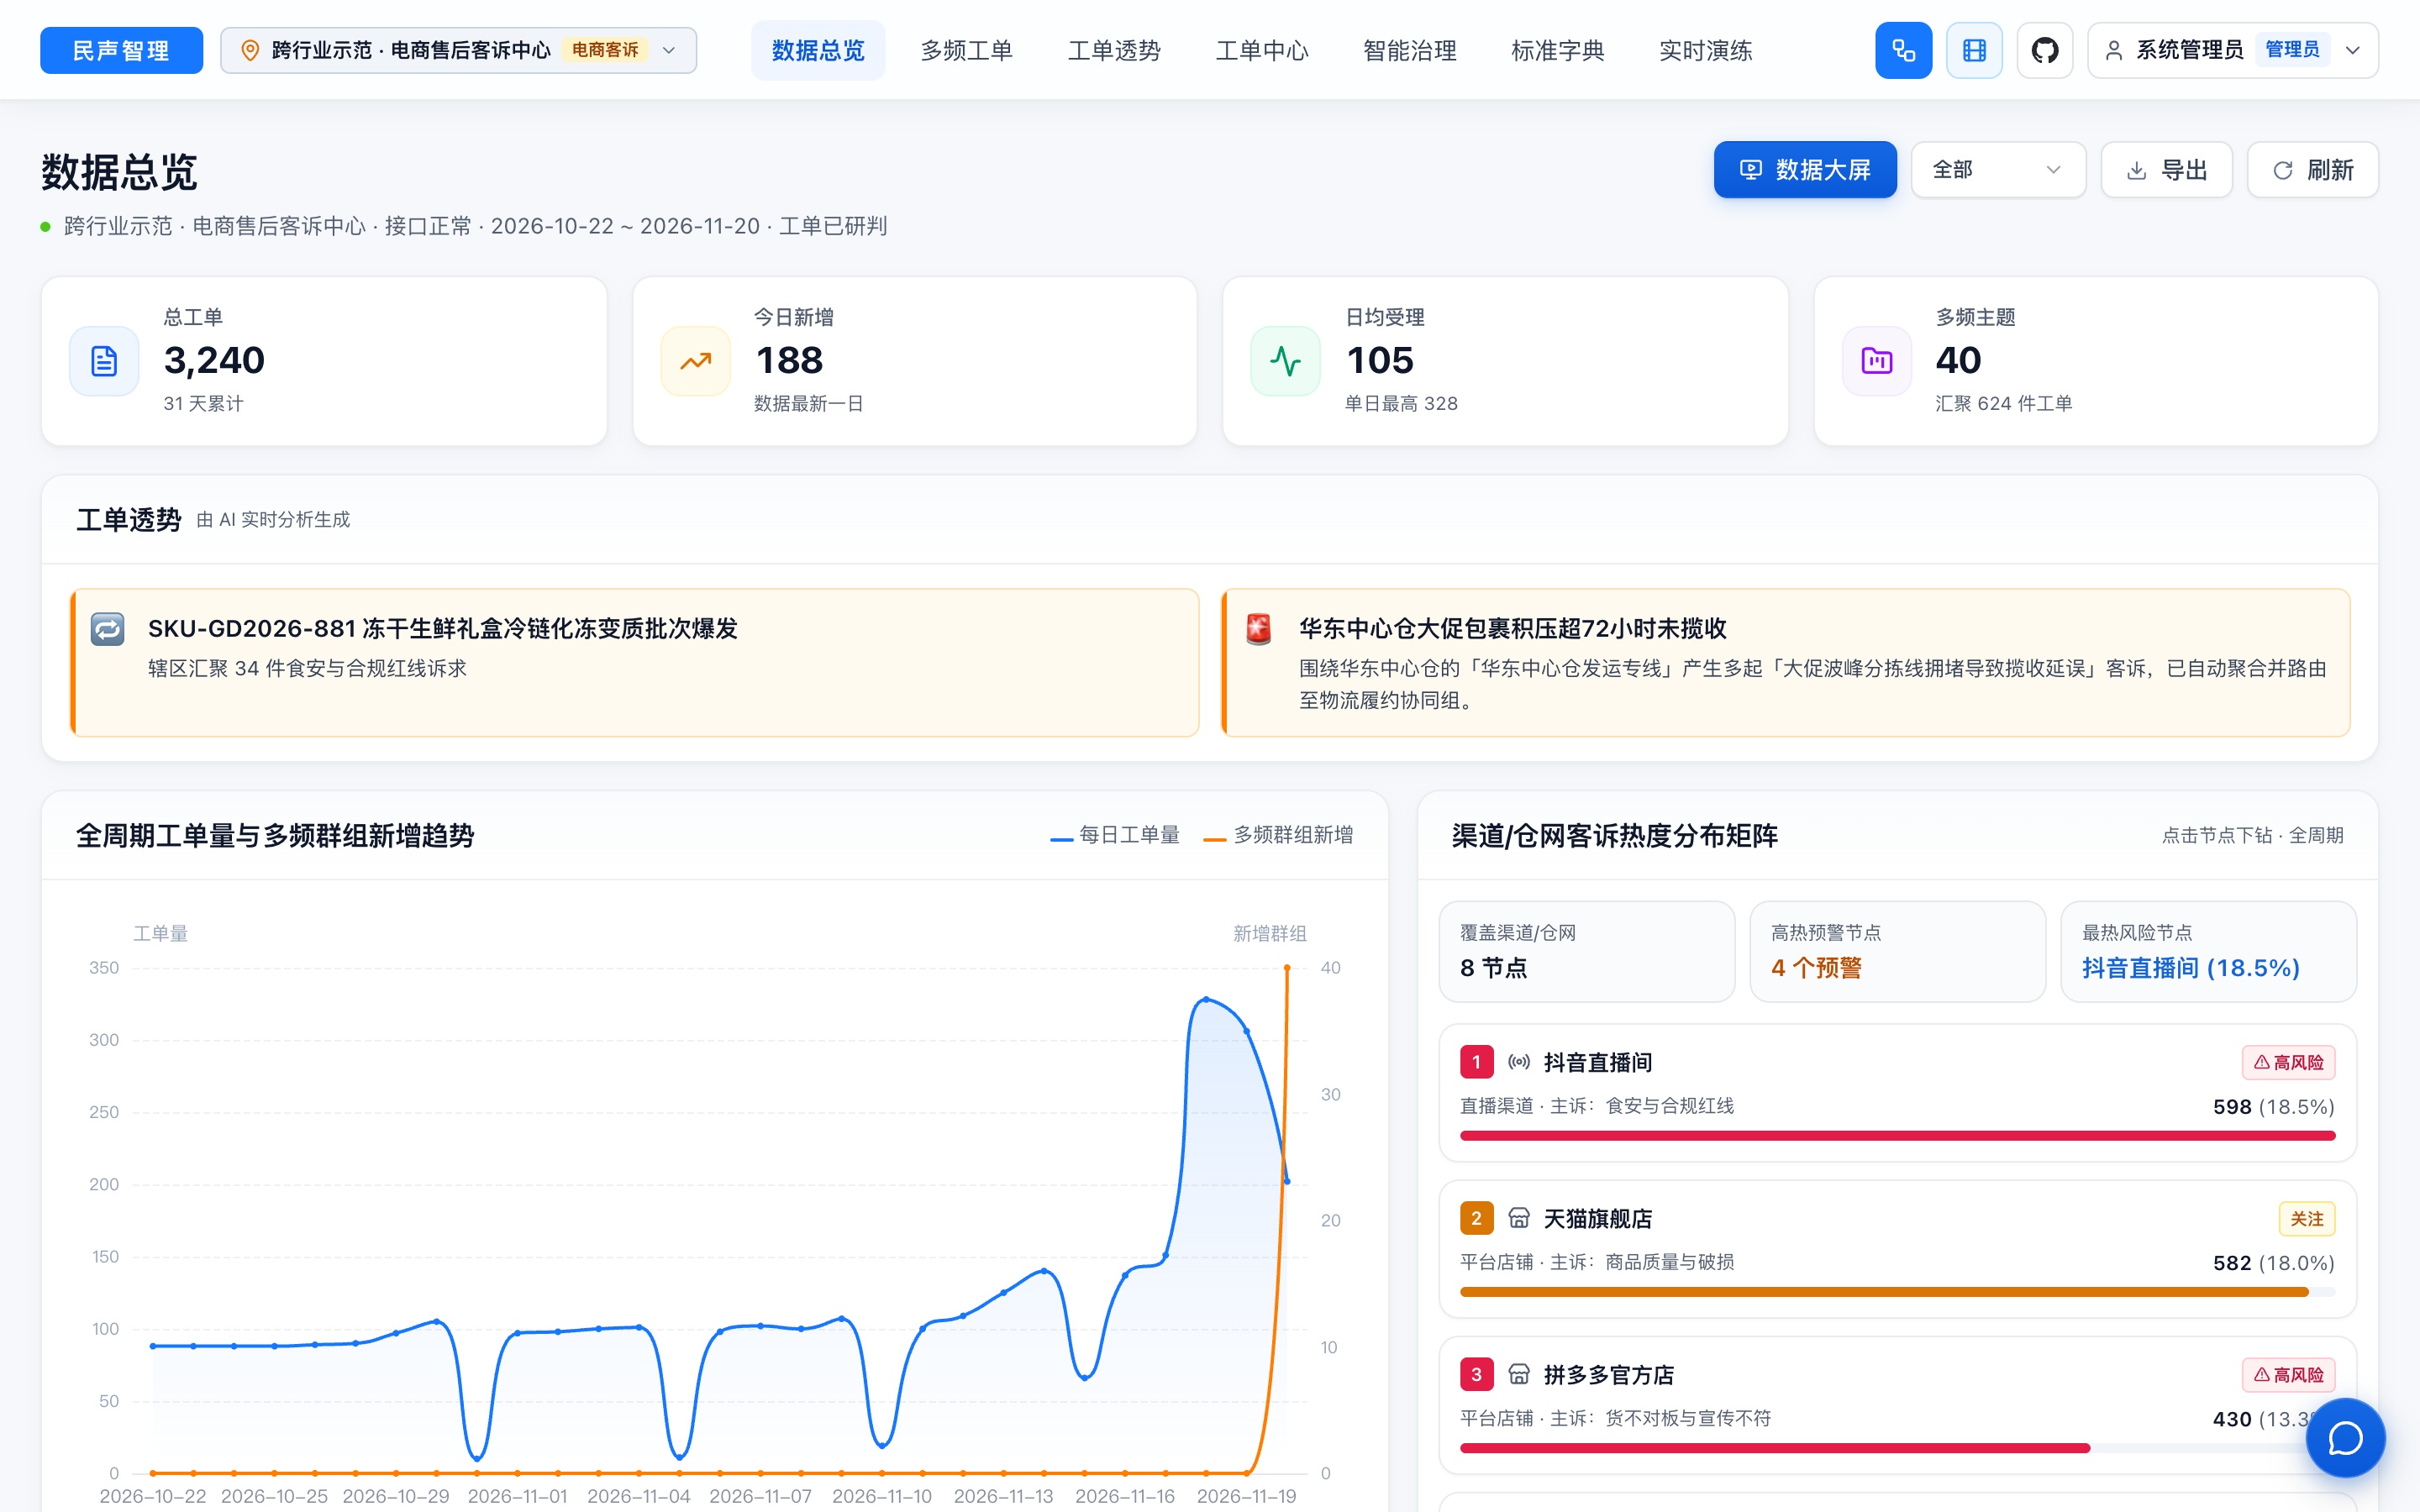 民声智理
跨行业示范 · 电商售后客诉中心 电商客诉
数据总览 多频工单 工单透势 工单中心 智能治理 标准字典 实时演练
系统管理员 管理员
数据总览
数据大屏 全部 导出 刷新
跨行业示范 · 电商售后客诉中心 · 接口正常 · 2026-10-22 ~ 2026-11-20 · 工单已研判
总工单
3,240
31 天累计
今日新增
188
数据最新一日
日均受理
105
单日最高 328
多频主题
40
汇聚 624 件工单
工单透势 由 AI 实时分析生成
SKU-GD2026-881 冻干生鲜礼盒冷链化冻变质批次爆发
辖区汇聚 34 件食安与合规红线诉求
华东中心仓大促包裹积压超72小时未揽收
围绕华东中心仓的「华东中心仓发运专线」产生多起「大促波峰分拣线拥堵导致揽收延误」客诉，已自动聚合并路由
至物流履约协同组。
全周期工单量与多频群组新增趋势
每日工单量 多频群组新增
工单量 新增群组
350 40
300
250 30
200
150 20
100
50 10
0 0
2026-10-22 2026-10-25 2026-10-29 2026-11-01 2026-11-04 2026-11-07 2026-11-10 2026-11-13 2026-11-16 2026-11-19
渠道/仓网客诉热度分布矩阵
点击节点下钻 · 全周期
覆盖渠道/仓网
8 节点
高热预警节点
4 个预警
最热风险节点
抖音直播间 (18.5%)
1 抖音直播间 高风险
直播渠道 · 主诉：食安与合规红线 598 (18.5%)
2 天猫旗舰店 关注
平台店铺 · 主诉：商品质量与破损 582 (18.0%)
3 拼多多官方店 高风险
平台店铺 · 主诉：货不对板与宣传不符 430 (13.3